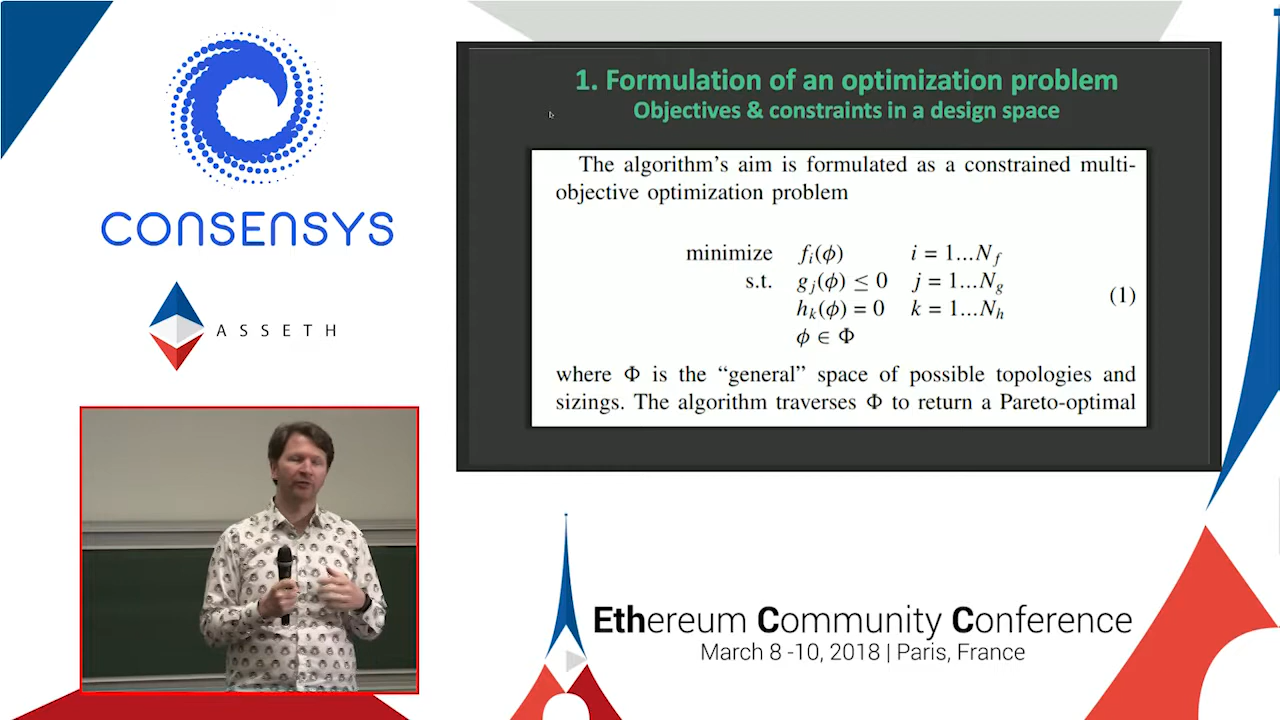 CONSENSYS
ASSETH
1. Formulation of an optimization problem
Objectives & constraints in a design space
The algorithm's aim is formulated as a constrained multi-
objective optimization problem
minimize fᵢ(ϕ) i = 1...N_f
s.t. gⱼ(ϕ) ≤ 0 j = 1...N_g
hₖ(ϕ) = 0 k = 1...N_h
(1)
ϕ ∈ Φ
where Φ is the “general” space of possible topologies and
sizings. The algorithm traverses Φ to return a Pareto-optimal
Ethereum Community Conference
March 8 -10, 2018 | Paris, France